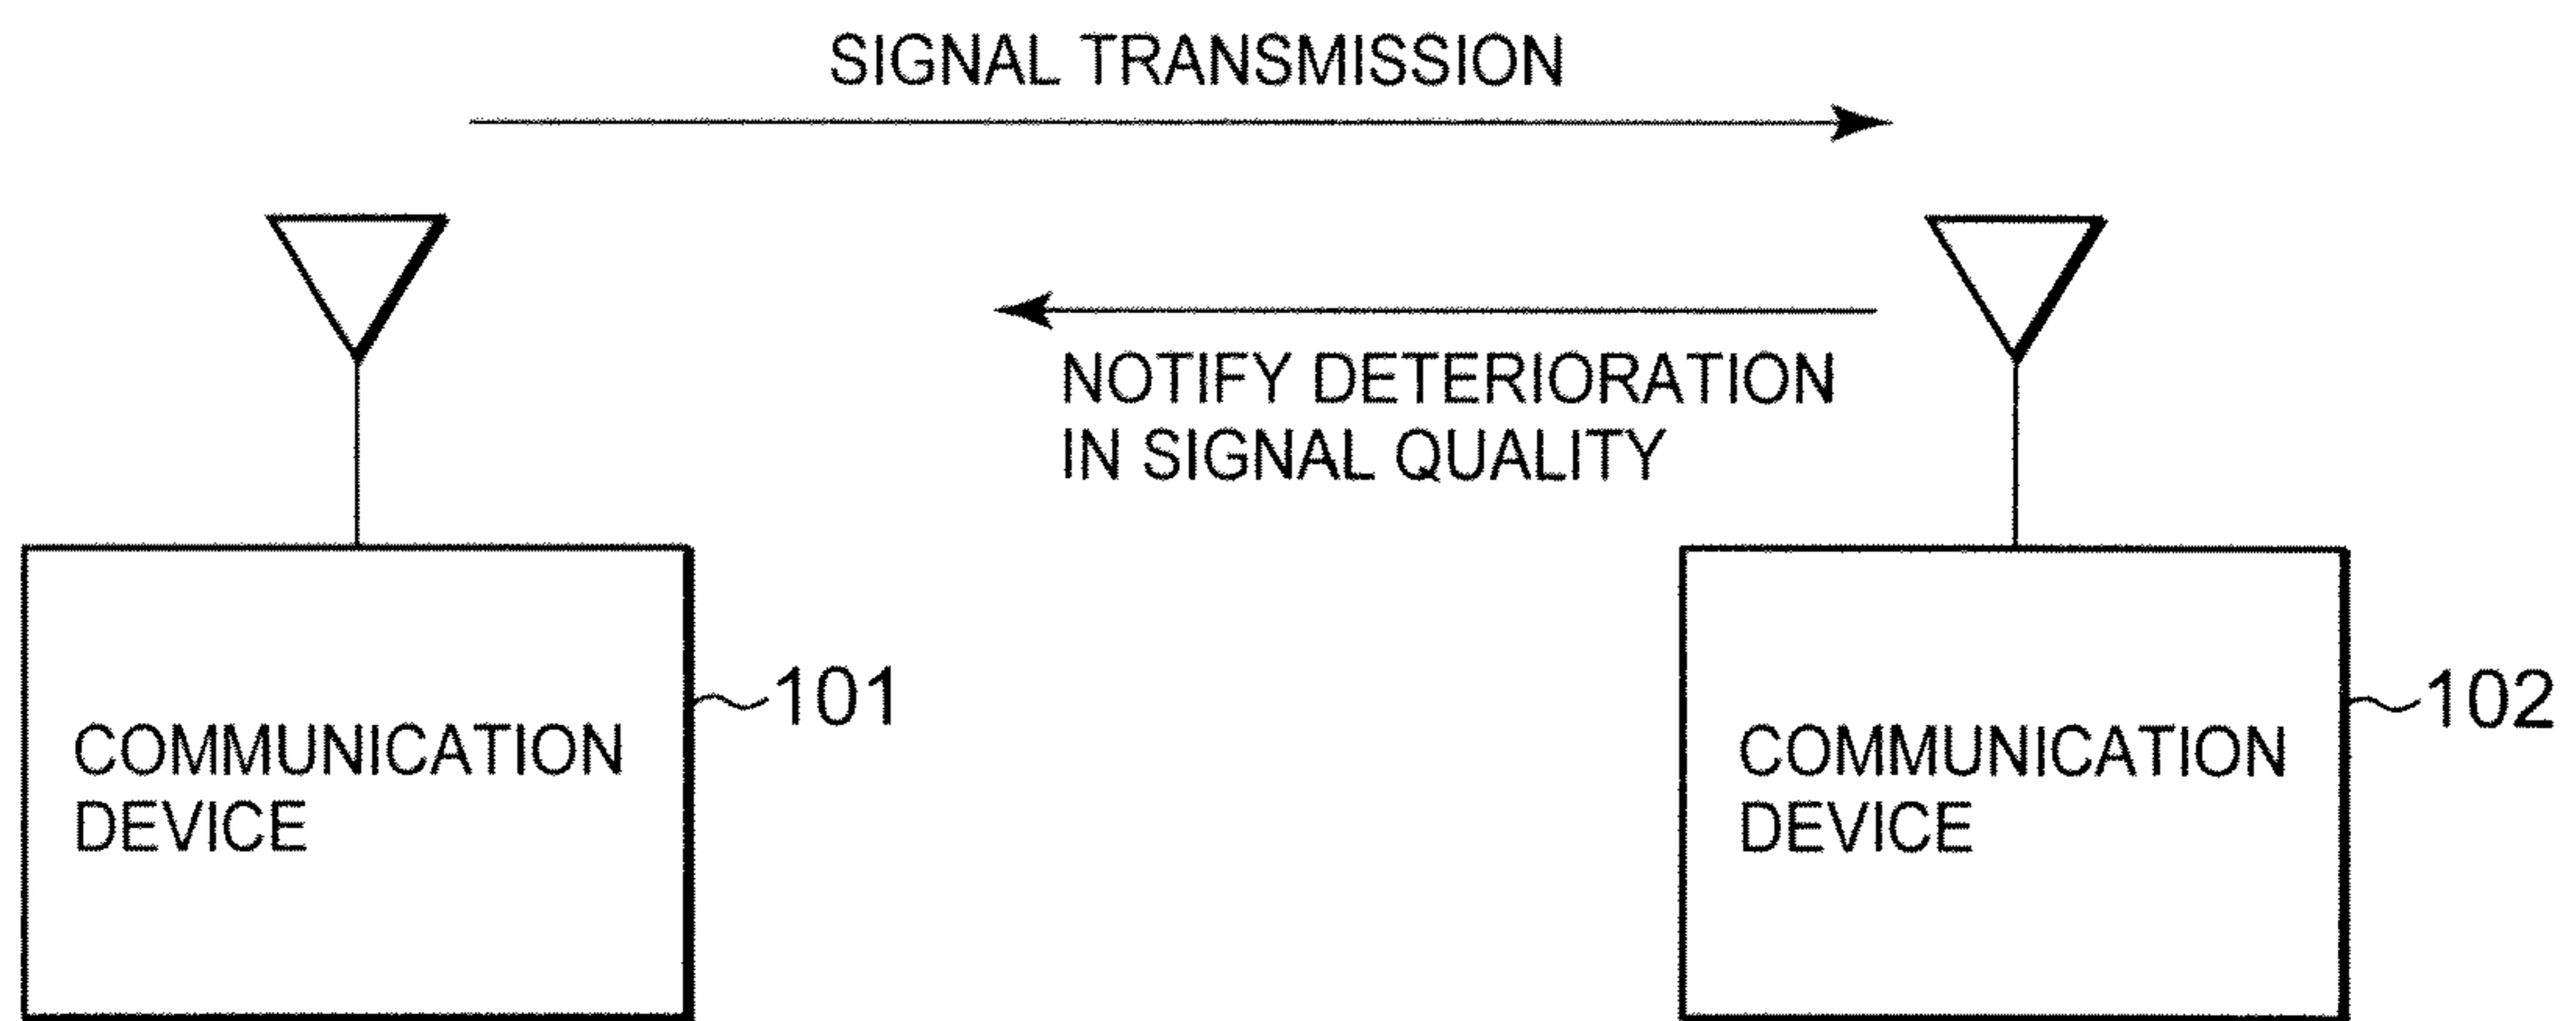 SIGNAL TRANSMISSION
NOTIFY DETERIORATION
IN SIGNAL QUALITY
101
COMMUNICATION
DEVICE
102
COMMUNICATION
DEVICE